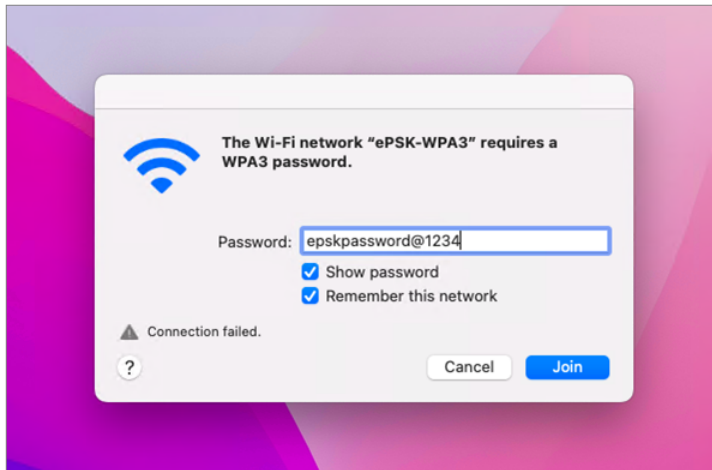 The Wi-Fi network “ePSK-WPA3” requires a
WPA3 password.
Password: epskpassword@1234
Show password
Remember this network
Connection failed.
? Cancel Join